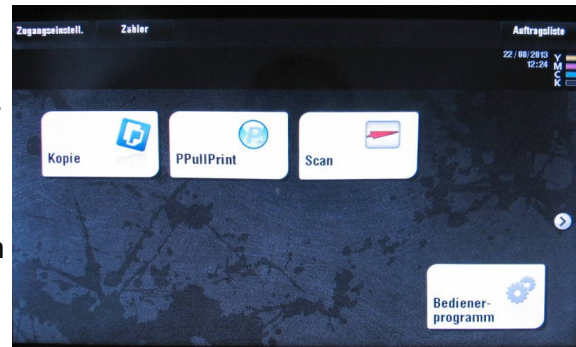 Zugangseinstell. Zähler Auftragsliste
22/08/2013 Y
12:24 M
C
K
Kopie PPullPrint Scan
Bediener-
programm